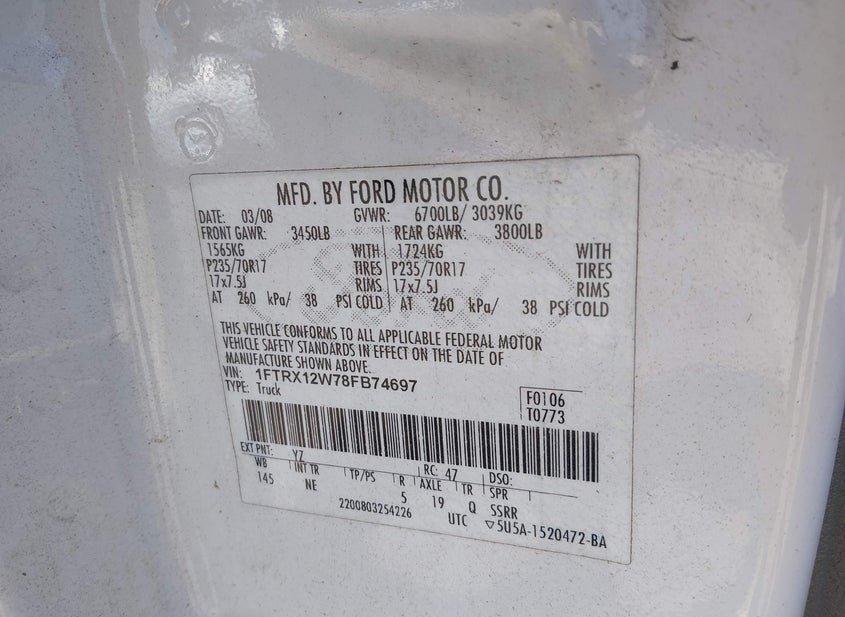 MFD. BY FORD MOTOR CO.
DATE: 03/08 GVWR: 6700LB/ 3039KG
FRONT GAWR: 3450LB REAR GAWR: 3800LB
1565KG WITH 1724KG WITH
P235/70R17 TIRES P235/70R17 TIRES
17x7.5J RIMS 17x7.5J RIMS
AT 260 kPa/ 38 PSI COLD AT 260 kPa/ 38 PSI COLD
THIS VEHICLE CONFORMS TO ALL APPLICABLE FEDERAL MOTOR
VEHICLE SAFETY STANDARDS IN EFFECT ON THE DATE OF
MANUFACTURE SHOWN ABOVE.
VIN: 1FTRX12W78FB74697
TYPE: Truck
F0106
T0773
EXT PNT: YZ RC: 47 DSO:
WB INT TR TP/PS R AXLE TR SPR
145 NE 5 19 Q SSRR
2200803254226 UTC ▽5U5A-1520472-BA